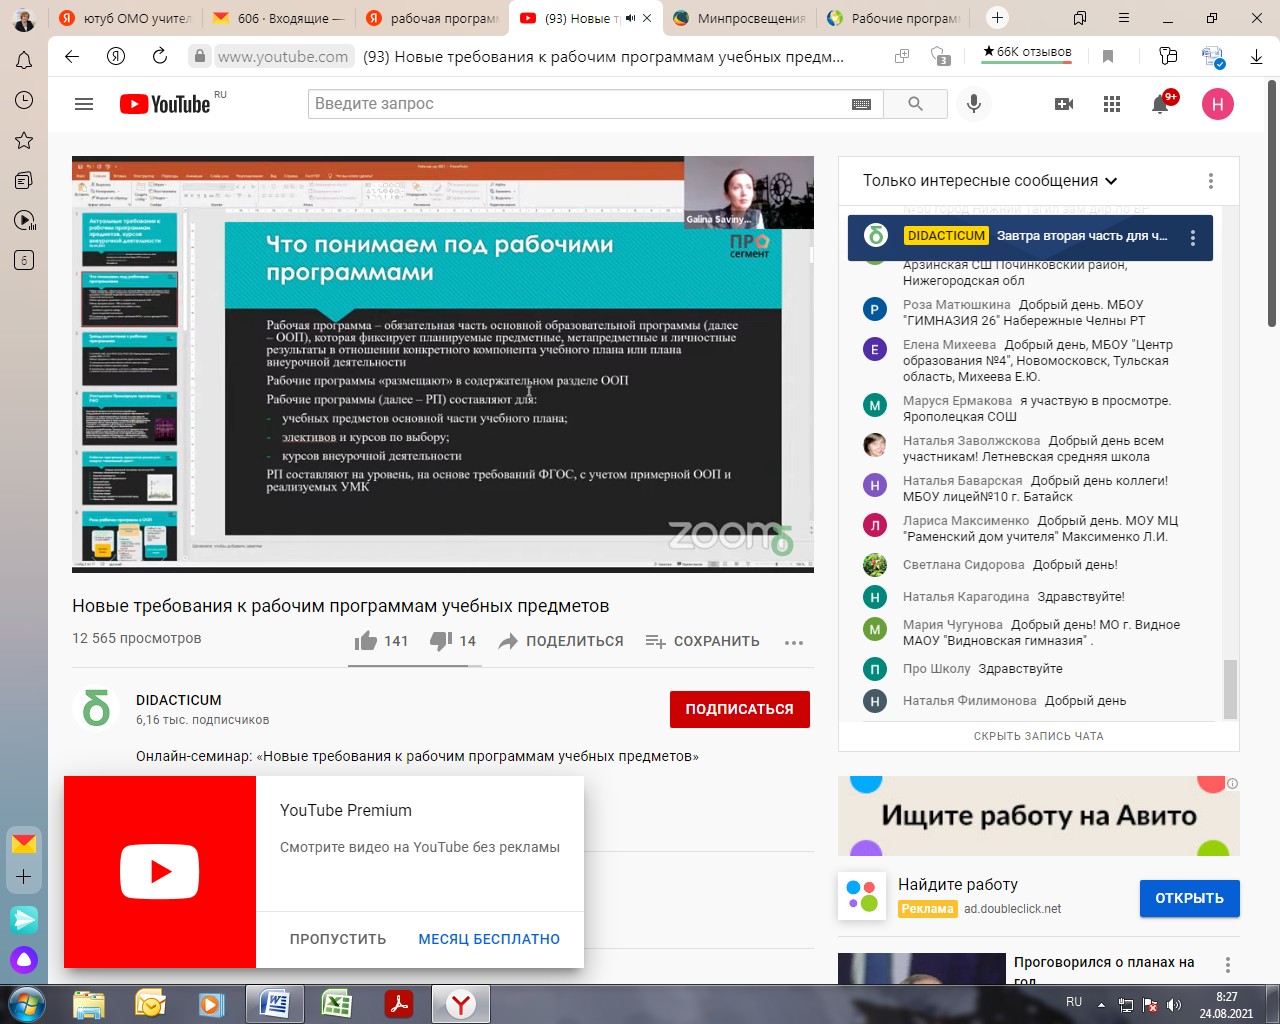 ютуб ОМО учител
606 · Входящие —
рабочая програм
(93) Новые т
Минпросвещения
Рабочие програм
www.youtube.com
(93) Новые требования к рабочим программам учебных предм...
3
★ 66K отзывов
6
YouTube
RU
Введите запрос
9+
Н
Galina Saviny...
ПРО
сегмент
Что понимаем под рабочими
программами
Рабочая программа – обязательная часть основной образовательной программы (далее
– ООП), которая фиксирует планируемые предметные, метапредметные и личностные
результаты в отношении конкретного компонента учебного плана или плана
внеурочной деятельности
Рабочие программы «размещают» в содержательном разделе ООП
Рабочие программы (далее – РП) составляют для:
- учебных предметов основной части учебного плана;
- элективов и курсов по выбору;
- курсов внеурочной деятельности
РП составляют на уровень, на основе требований ФГОС, с учетом примерной ООП и
реализуемых УМК
zoom
Актуальные требования к
рабочим программам
предметов, курсов
внеурочной деятельности
Новые требования к рабочим программам учебных предметов
12 565 просмотров
141
14
ПОДЕЛИТЬСЯ
СОХРАНИТЬ
DIDACTICUM
6,16 тыс. подписчиков
ПОДПИСАТЬСЯ
Онлайн-семинар: «Новые требования к рабочим программам учебных предметов»
YouTube Premium
Смотрите видео на YouTube без рекламы
ПРОПУСТИТЬ
МЕСЯЦ БЕСПЛАТНО
Только интересные сообщения
DIDACTICUM Завтра вторая часть для ч...
Арзинская СШ Починковский район,
Нижегородская обл
Р Роза Матюшкина Добрый день. МБОУ
"ГИМНАЗИЯ 26" Набережные Челны РТ
Е Елена Михеева Добрый день, МБОУ "Центр
образования №4", Новомосковск, Тульская
область, Михеева Е.Ю.
М Маруся Ермакова я участвую в просмотре.
Ярополецкая СОШ
Наталья Заволжскова Добрый день всем
участникам! Летневская средняя школа
Н Наталья Баварская Добрый день коллеги!
МБОУ лицей№10 г. Батайск
Л Лариса Максименко Добрый день. МОУ МЦ
"Раменский дом учителя" Максименко Л.И.
Светлана Сидорова Добрый день!
Н Наталья Карагодина Здравствуйте!
М Мария Чугунова Добрый день! МО г. Видное
МАОУ "Видновская гимназия" .
П Про Школу Здравствуйте
Н Наталья Филимонова Добрый день
СКРЫТЬ ЗАПИСЬ ЧАТА
Ищите работу на Авито
Найдите работу
Реклама ad.doubleclick.net
ОТКРЫТЬ
Проговорился о планах на
год
RU
8:27
24.08.2021